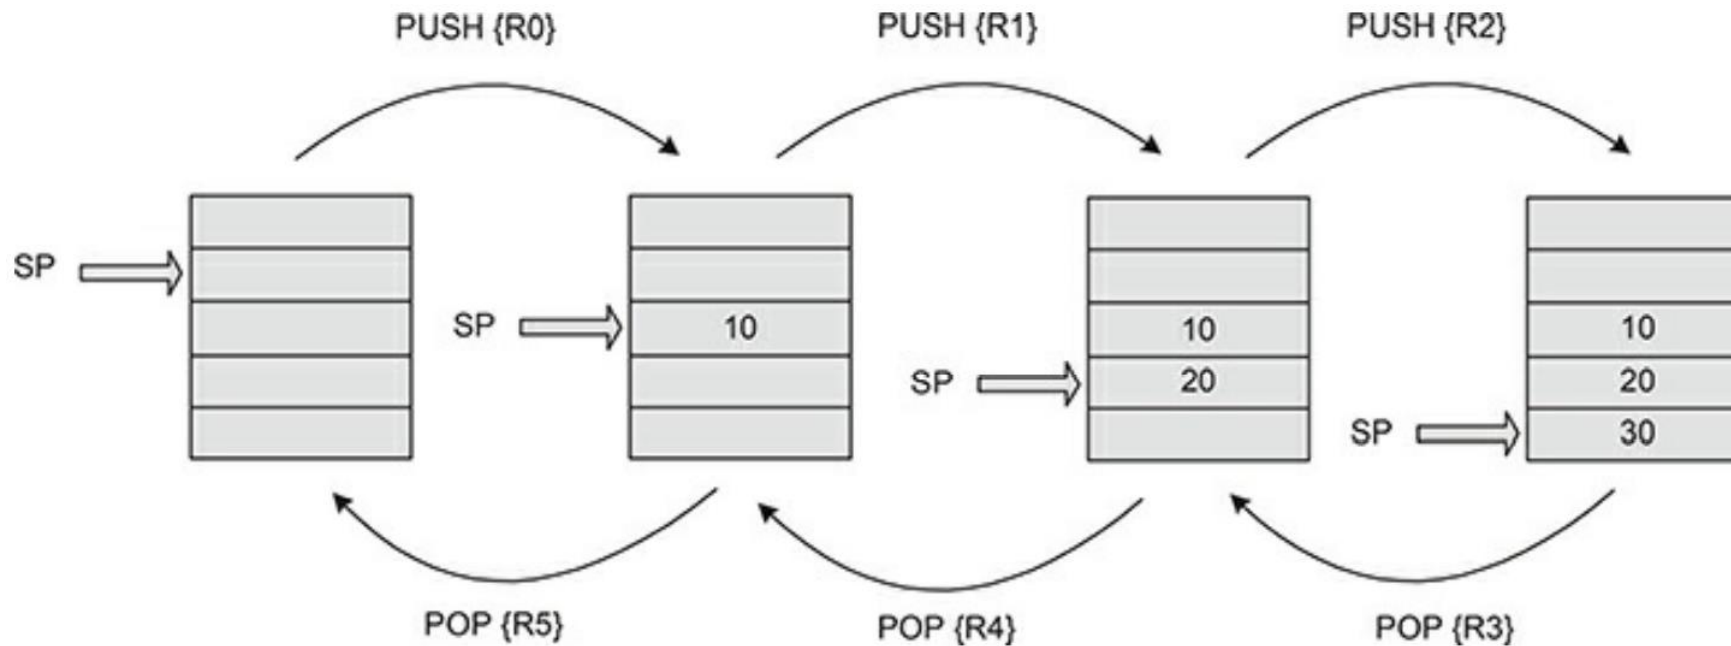 PUSH {R0}
PUSH {R1}
PUSH {R2}
SP
SP
10
SP
10
20
SP
10
20
30
POP {R5}
POP {R4}
POP {R3}